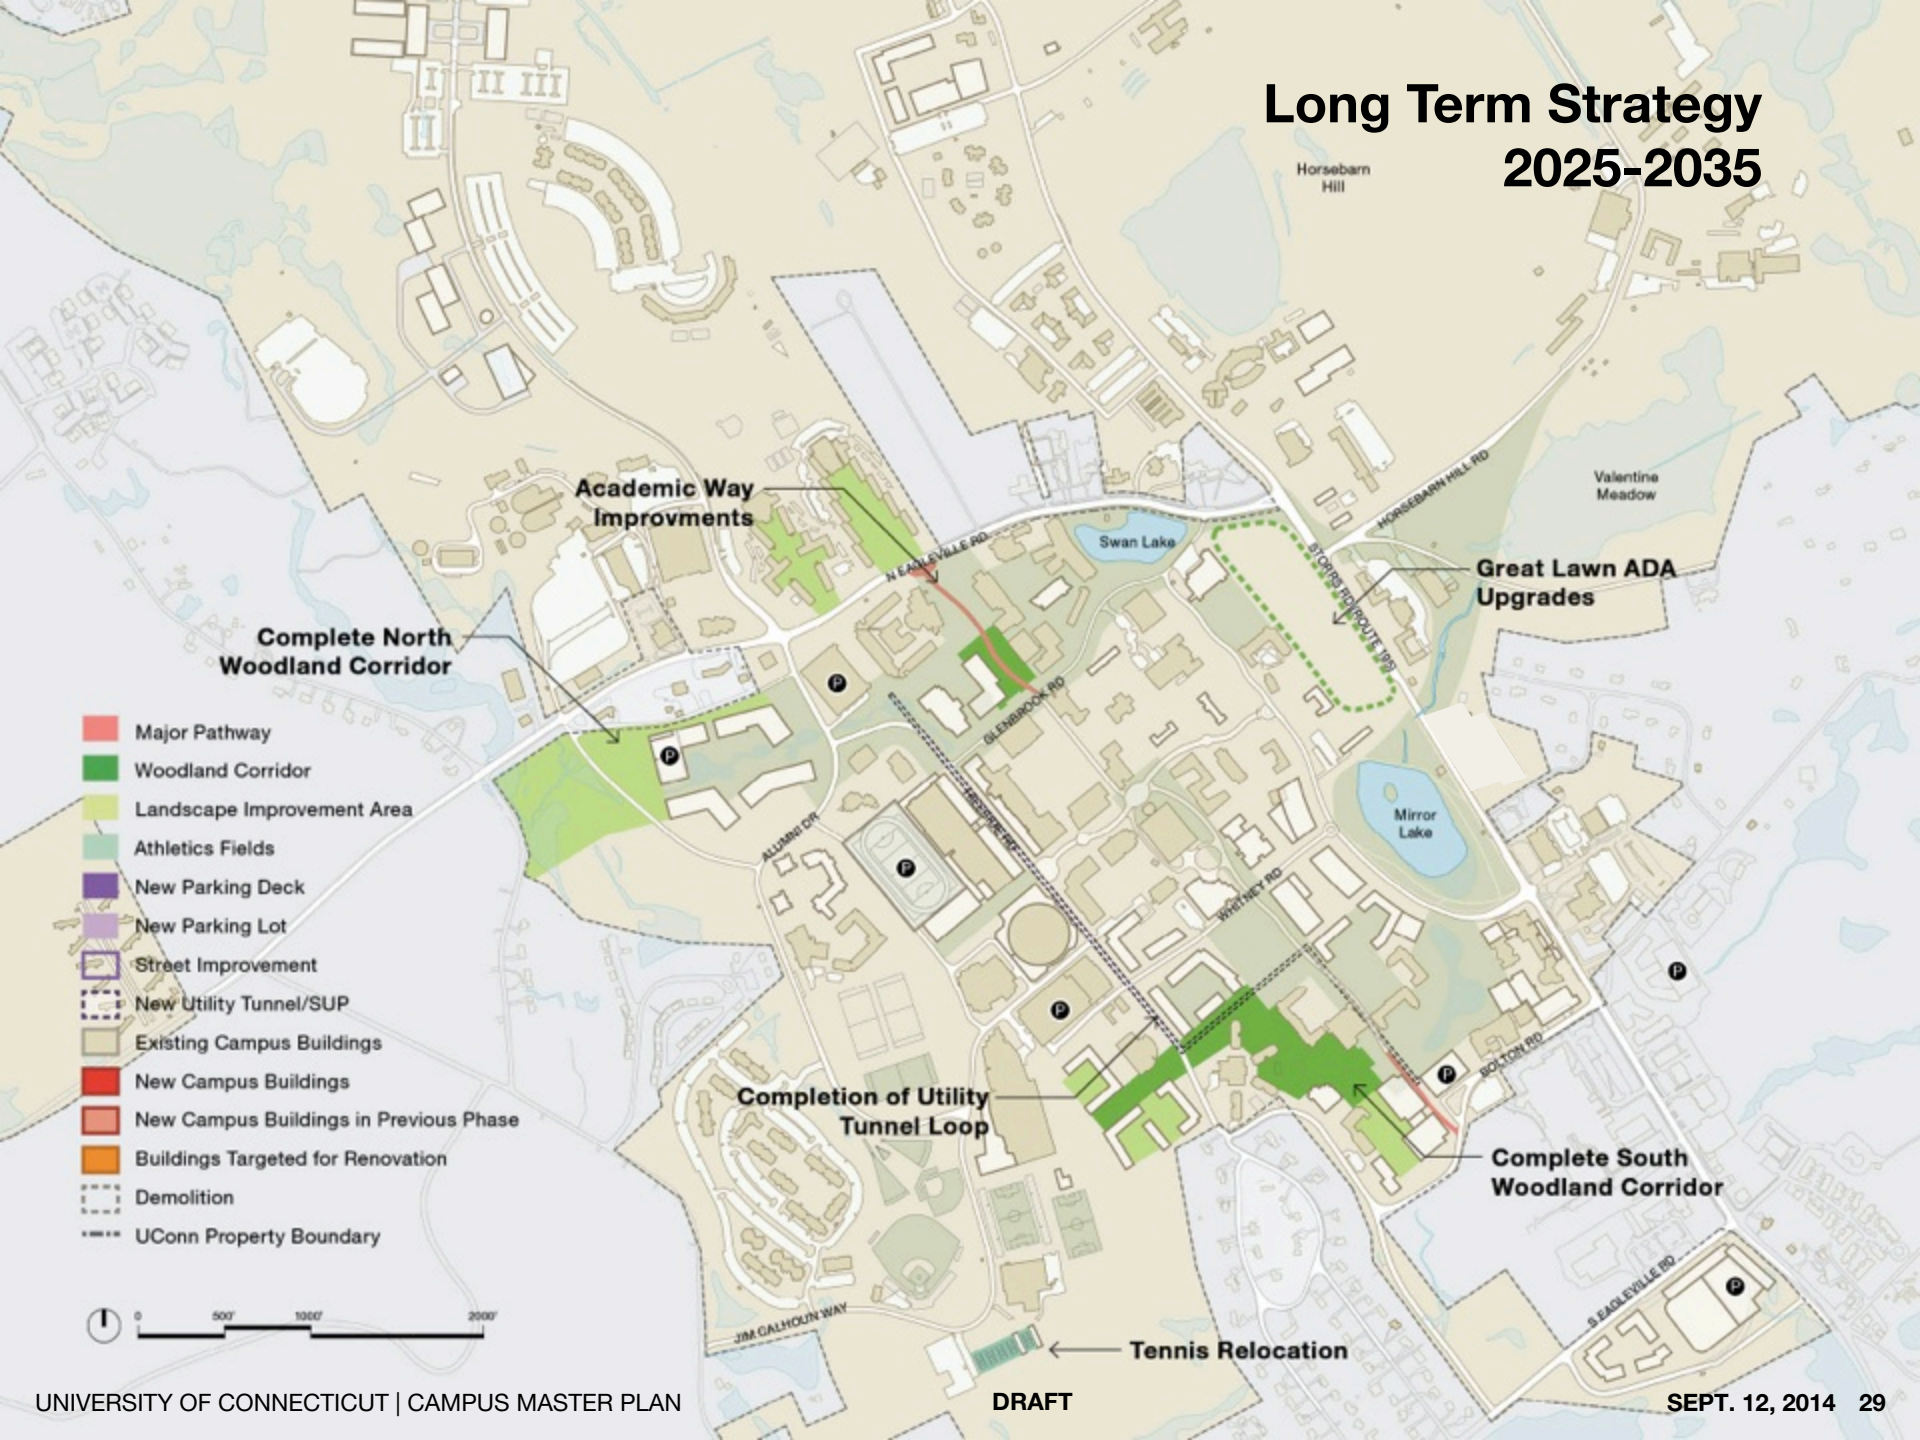 Long Term Strategy
2025-2035
Horsebarn
Hill
Valentine
Meadow
HORSEBARN HILL RD
Academic Way
Improvments
N EAGLEVILLE RD
Swan Lake
STORRS RD/ROUTE 195
Great Lawn ADA
Upgrades
Complete North
Woodland Corridor
P
P
GLENBROOK RD
ALUMNI DR
P
Mirror
Lake
WHITNEY RD
P
P
P
BOLTON RD
Completion of Utility
Tunnel Loop
Complete South
Woodland Corridor
S EAGLEVILLE RD
P
JIM CALHOUN WAY
Tennis Relocation
Major Pathway
Woodland Corridor
Landscape Improvement Area
Athletics Fields
New Parking Deck
New Parking Lot
Street Improvement
New Utility Tunnel/SUP
Existing Campus Buildings
New Campus Buildings
New Campus Buildings in Previous Phase
Buildings Targeted for Renovation
Demolition
UConn Property Boundary
0 500' 1000' 2000'
UNIVERSITY OF CONNECTICUT | CAMPUS MASTER PLAN
DRAFT
SEPT. 12, 2014 29